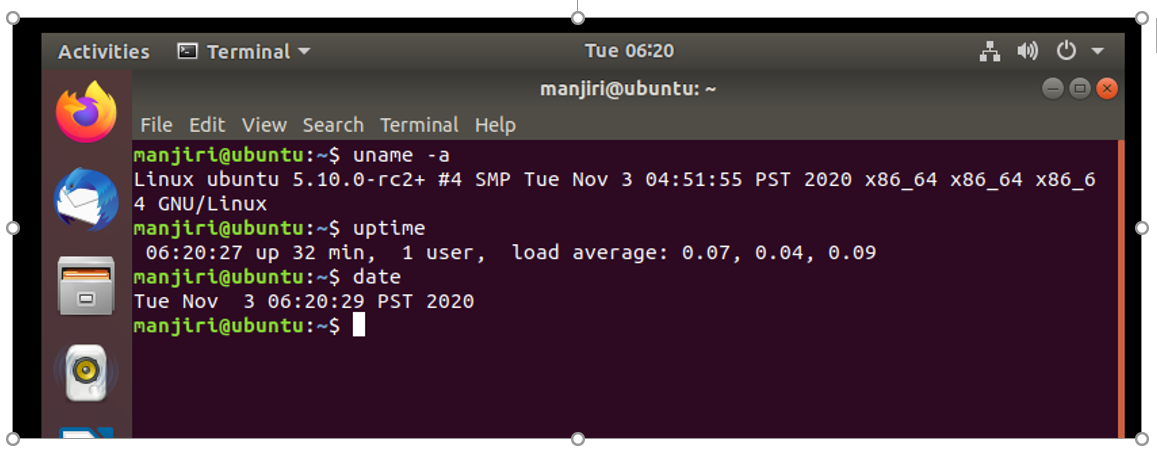 Activities Terminal Tue 06:20
manjiri@ubuntu: ~
File Edit View Search Terminal Help
manjiri@ubuntu:~$ uname -a
Linux ubuntu 5.10.0-rc2+ #4 SMP Tue Nov 3 04:51:55 PST 2020 x86_64 x86_64 x86_6
4 GNU/Linux
manjiri@ubuntu:~$ uptime
 06:20:27 up 32 min,  1 user,  load average: 0.07, 0.04, 0.09
manjiri@ubuntu:~$ date
Tue Nov  3 06:20:29 PST 2020
manjiri@ubuntu:~$